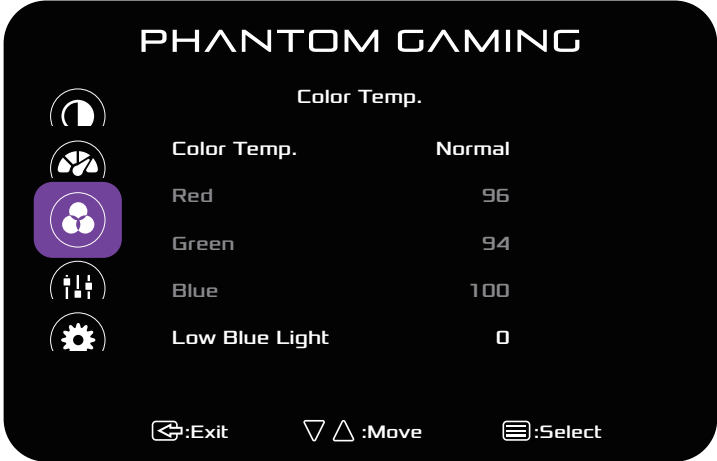 PHANTOM GAMING
Color Temp.
Color Temp. Normal
Red 96
Green 94
Blue 100
Low Blue Light 0
:Exit :Move :Select